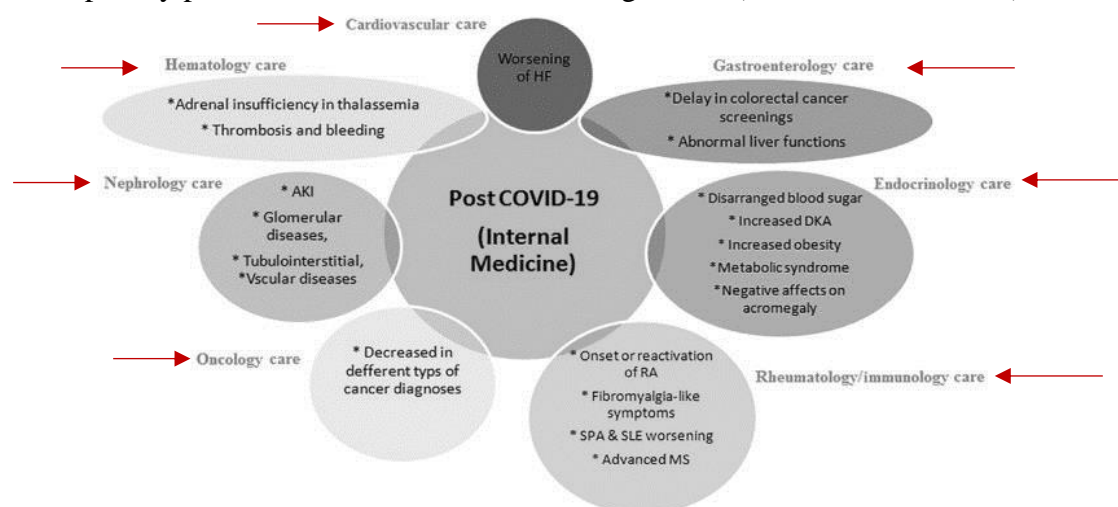 Cardiovascular care
Worsening
of HF
Hematology care
*Adrenal insufficiency in thalassemia
* Thrombosis and bleeding
Gastroenterology care
*Delay in colorectal cancer
screenings
* Abnormal liver functions
Nephrology care
* AKI
* Glomerular
diseases,
* Tubulointerstitial,
*Vscular diseases
Post COVID-19
(Internal
Medicine)
Endocrinology care
* Disarranged blood sugar
* Increased DKA
* Increased obesity
*Metabolic syndrome
*Negative affects on
acromegaly
Oncology care
* Decreased in
defferent typs of
cancer diagnoses
Rheumatology/immunology care
* Onset or reactivation
of RA
* Fibromyalgia-like
symptoms
* SPA & SLE worsening
* Advanced MS